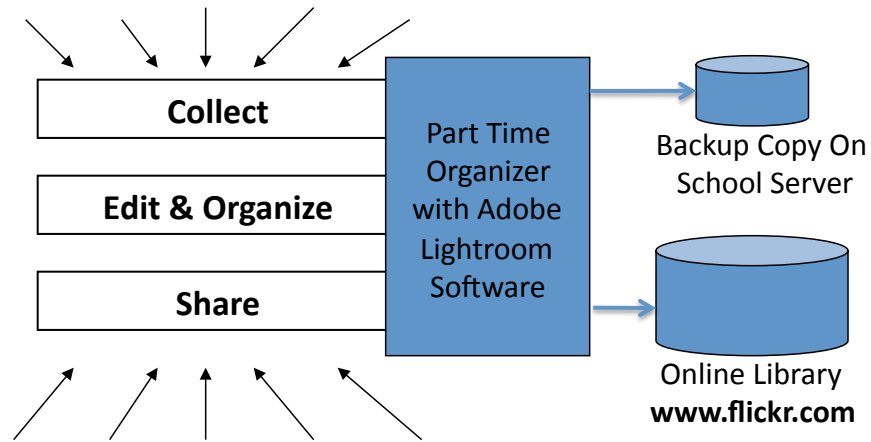 Collect
Edit & Organize
Share
Part Time
Organizer
with Adobe
Lightroom
Software
Backup Copy On
School Server
Online Library
www.flickr.com